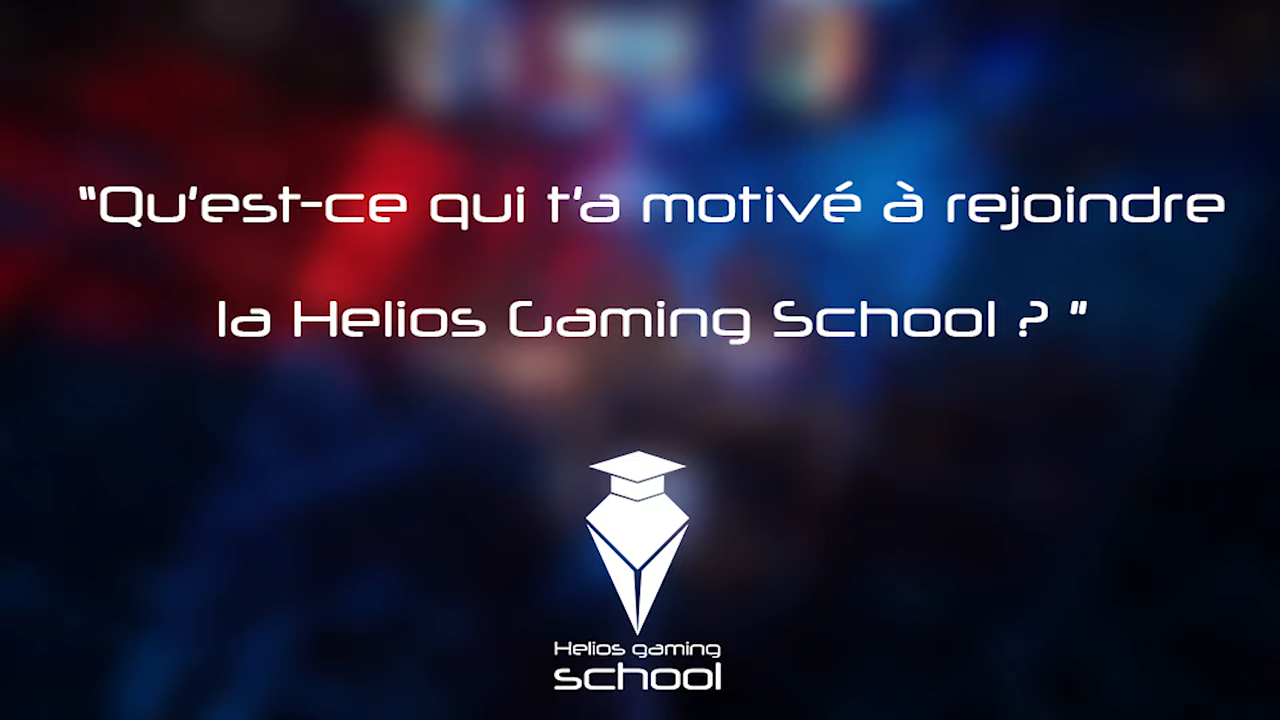 “Qu’est-ce qui t’a motivé à rejoindre
la Helios Gaming School ? ”
Helios gaming
school